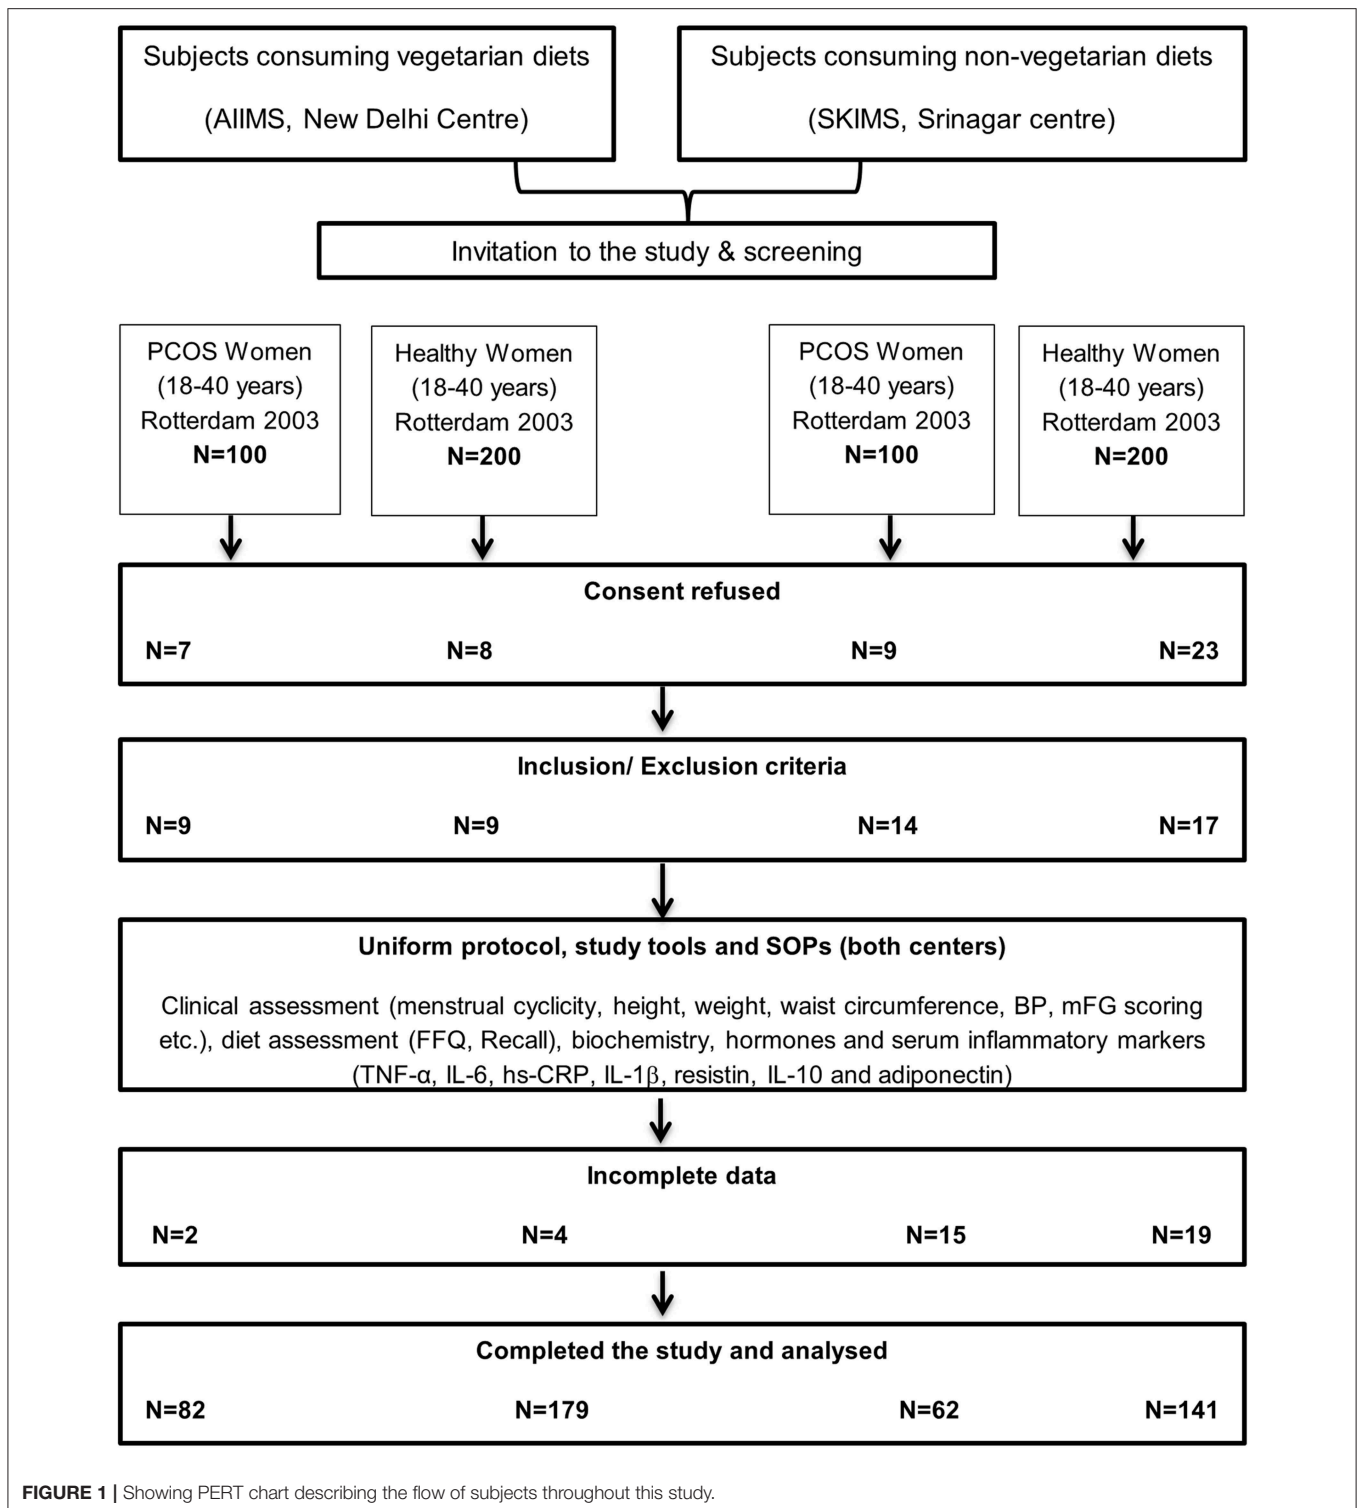 Subjects consuming vegetarian diets
(AIIMS, New Delhi Centre)
Subjects consuming non-vegetarian diets
(SKIMS, Srinagar centre)
Invitation to the study & screening
PCOS Women
(18-40 years)
Rotterdam 2003
N=100
Healthy Women
(18-40 years)
Rotterdam 2003
N=200
PCOS Women
(18-40 years)
Rotterdam 2003
N=100
Healthy Women
(18-40 years)
Rotterdam 2003
N=200
Consent refused
N=7 N=8 N=9 N=23
Inclusion/ Exclusion criteria
N=9 N=9 N=14 N=17
Uniform protocol, study tools and SOPs (both centers)
Clinical assessment (menstrual cyclicity, height, weight, waist circumference, BP, mFG scoring
etc.), diet assessment (FFQ, Recall), biochemistry, hormones and serum inflammatory markers
(TNF-α, IL-6, hs-CRP, IL-1β, resistin, IL-10 and adiponectin)
Incomplete data
N=2 N=4 N=15 N=19
Completed the study and analysed
N=82 N=179 N=62 N=141
FIGURE 1 | Showing PERT chart describing the flow of subjects throughout this study.